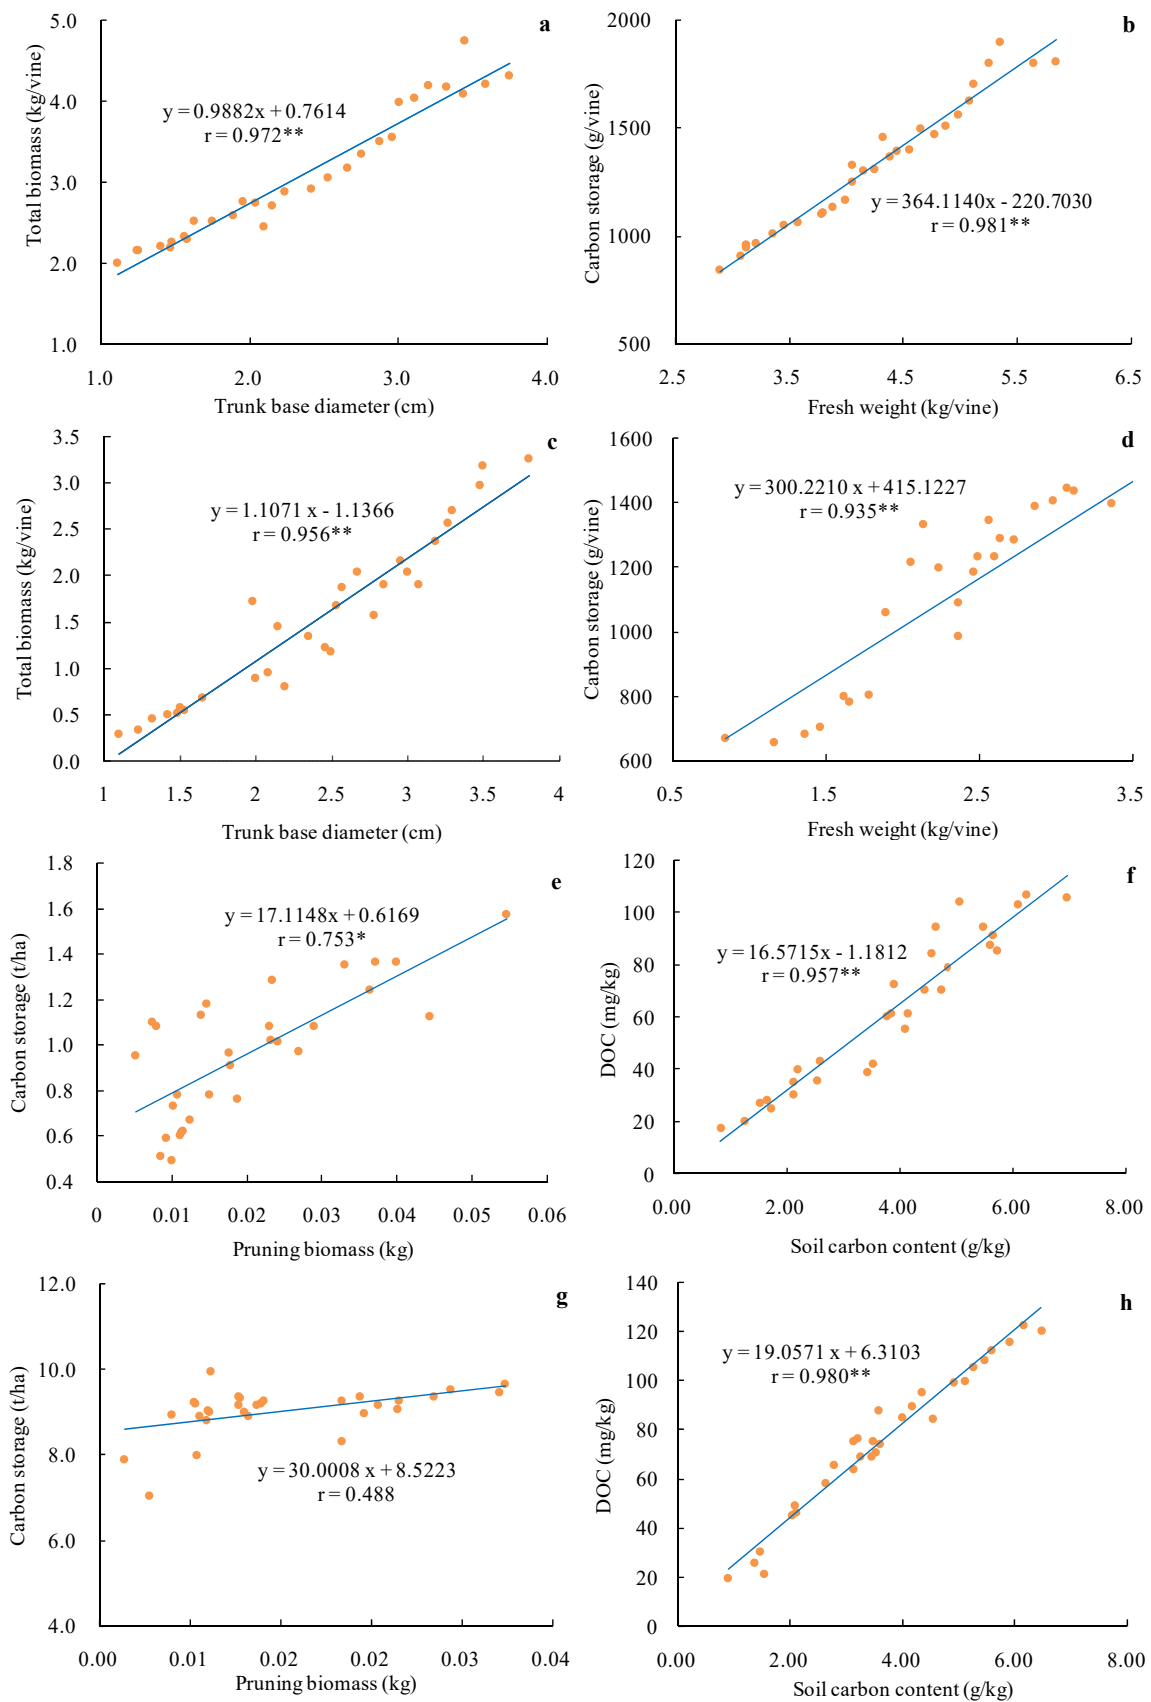 a
5.0
4.0
3.0
2.0
1.0
Total biomass (kg/vine)
y = 0.9882x + 0.7614
r = 0.972**
1.0 2.0 3.0 4.0
Trunk base diameter (cm)
b
2000
1500
1000
500
Carbon storage (g/vine)
y = 364.1140x - 220.7030
r = 0.981**
2.5 3.5 4.5 5.5 6.5
Fresh weight (kg/vine)
c
3.5
3.0
2.5
2.0
1.5
1.0
0.5
0.0
Total biomass (kg/vine)
y = 1.1071 x - 1.1366
r = 0.956**
1 1.5 2 2.5 3 3.5 4
Trunk base diameter (cm)
d
1600
1400
1200
1000
800
600
Carbon storage (g/vine)
y = 300.2210 x + 415.1227
r = 0.935**
0.5 1.5 2.5 3.5
Fresh weight (kg/vine)
e
1.8
1.6
1.4
1.2
1.0
0.8
0.6
0.4
Carbon storage (t/ha)
y = 17.1148x + 0.6169
r = 0.753*
0 0.01 0.02 0.03 0.04 0.05 0.06
Pruning biomass (kg)
f
120
100
80
60
40
20
0
DOC (mg/kg)
y = 16.5715x - 1.1812
r = 0.957**
0.00 2.00 4.00 6.00 8.00
Soil carbon content (g/kg)
g
12.0
10.0
8.0
6.0
4.0
Carbon storage (t/ha)
y = 30.0008 x + 8.5223
r = 0.488
0.00 0.01 0.02 0.02 0.03 0.04
Pruning biomass (kg)
h
140
120
100
80
60
40
20
0
DOC (mg/kg)
y = 19.0571 x + 6.3103
r = 0.980**
0.00 2.00 4.00 6.00 8.00
Soil carbon content (g/kg)